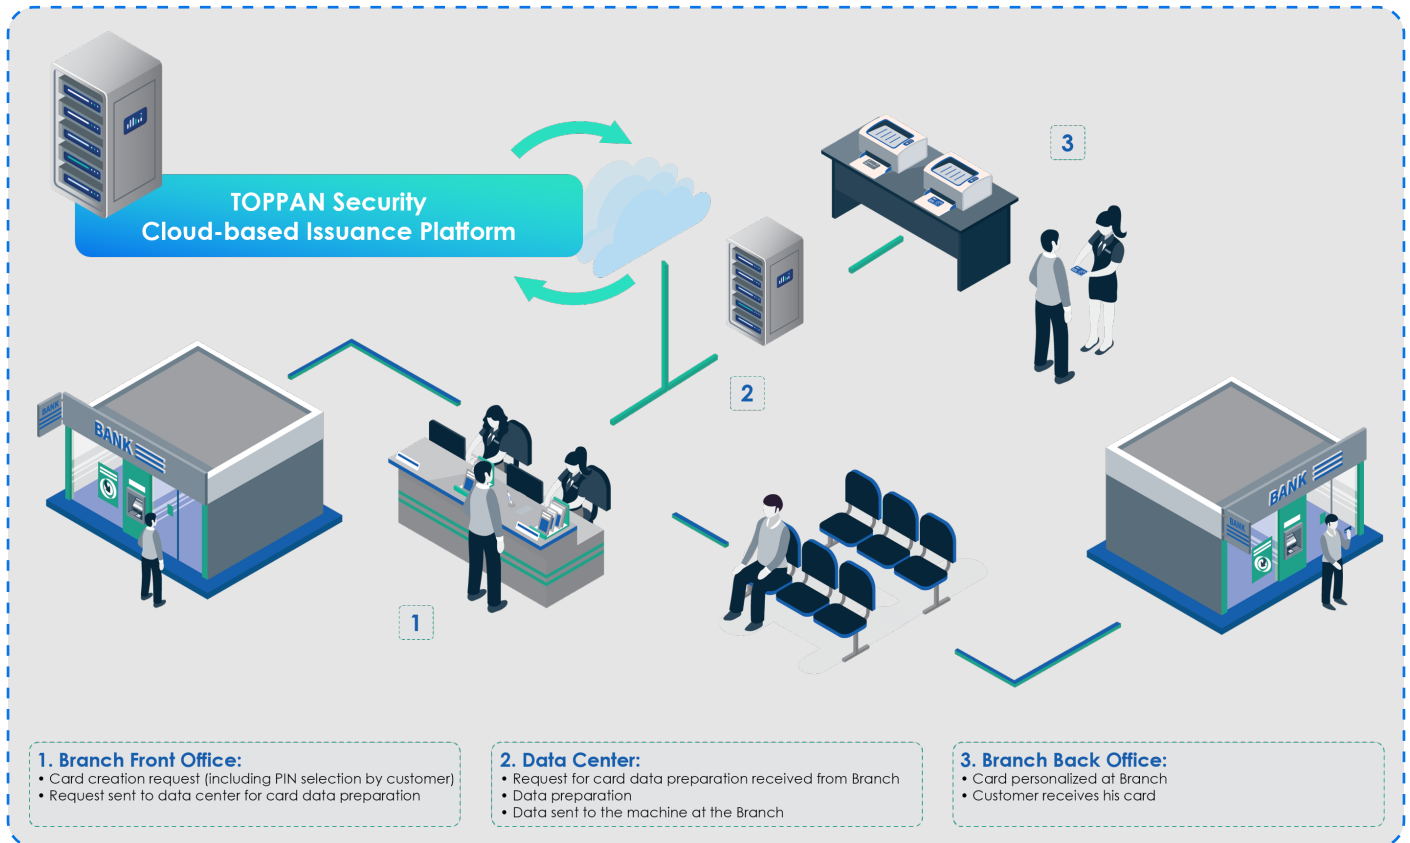 TOPPAN Security
Cloud-based Issuance Platform
3
2
BANK
BANK
BANK
BANK
1
1. Branch Front Office:
• Card creation request (including PIN selection by customer)
• Request sent to data center for card data preparation
2. Data Center:
• Request for card data preparation received from Branch
• Data preparation
• Data sent to the machine at the Branch
3. Branch Back Office:
• Card personalized at Branch
• Customer receives his card